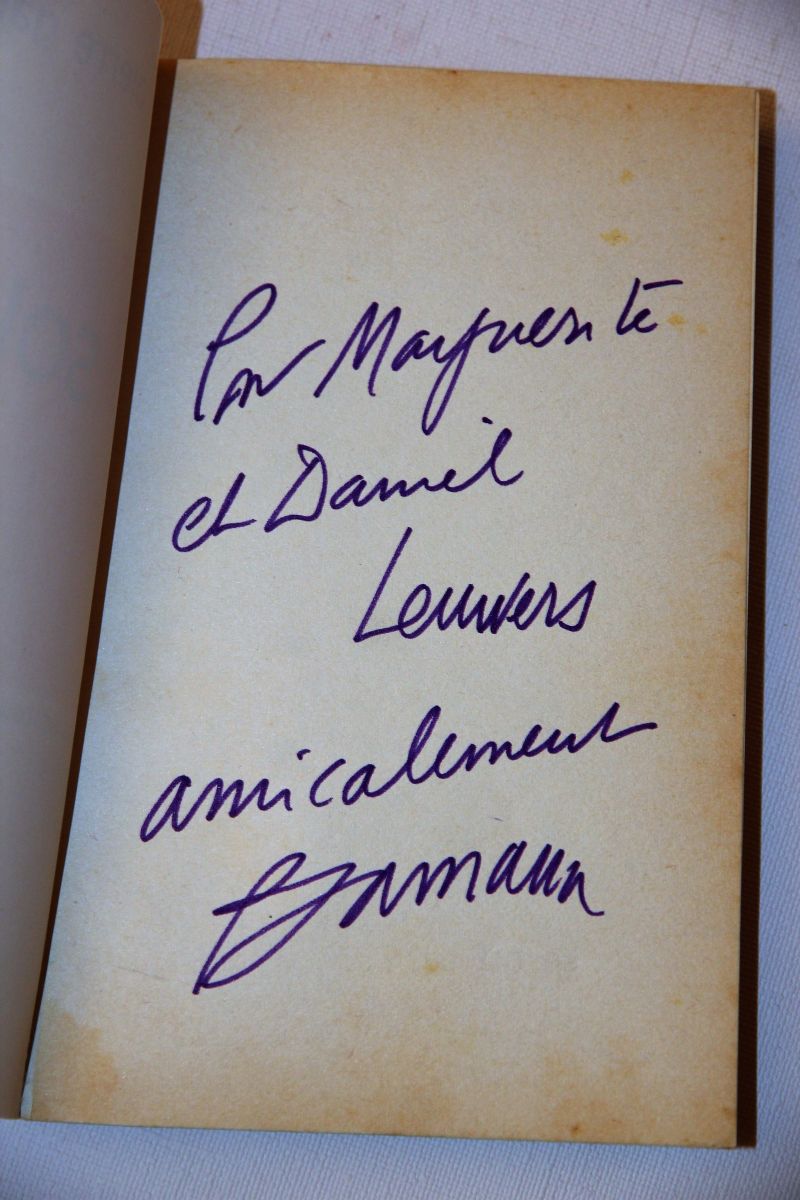 Pour Marguerite
et Daniel
Leuwers
amicalement